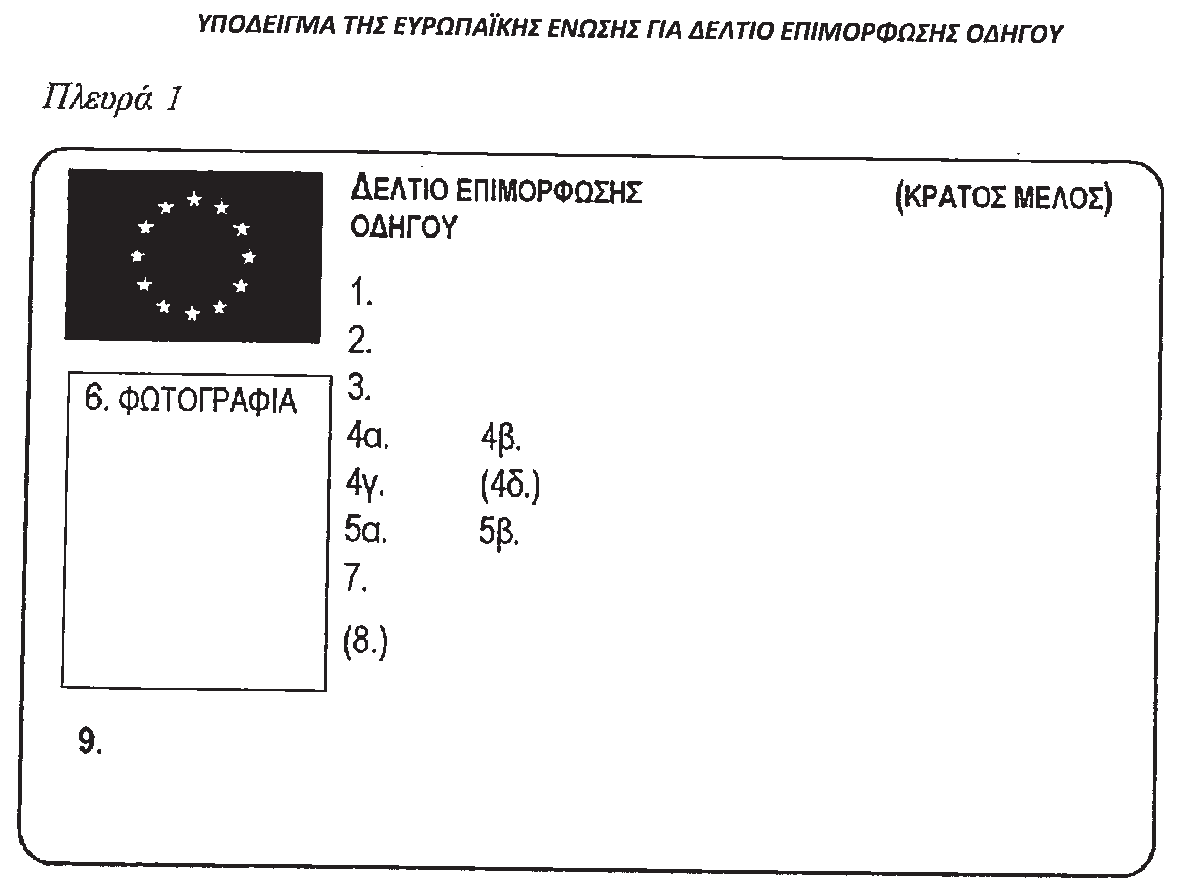 ΥΠΟΔΕΙΓΜΑ ΤΗΣ ΕΥΡΩΠΑΪΚΗΣ ΕΝΩΣΗΣ ΓΙΑ ΔΕΛΤΙΟ ΕΠΙΜΟΡΦΩΣΗΣ ΟΔΗΓΟΥ
Πλευρά 1
ΔΕΛΤΙΟ ΕΠΙΜΟΡΦΩΣΗΣ (ΚΡΑΤΟΣ ΜΕΛΟΣ)
ΟΔΗΓΟΥ
1.
2.
3.
6. ΦΩΤΟΓΡΑΦΙΑ
4α. 4β.
4γ. (4δ.)
5α. 5β.
7.
(8.)
9.